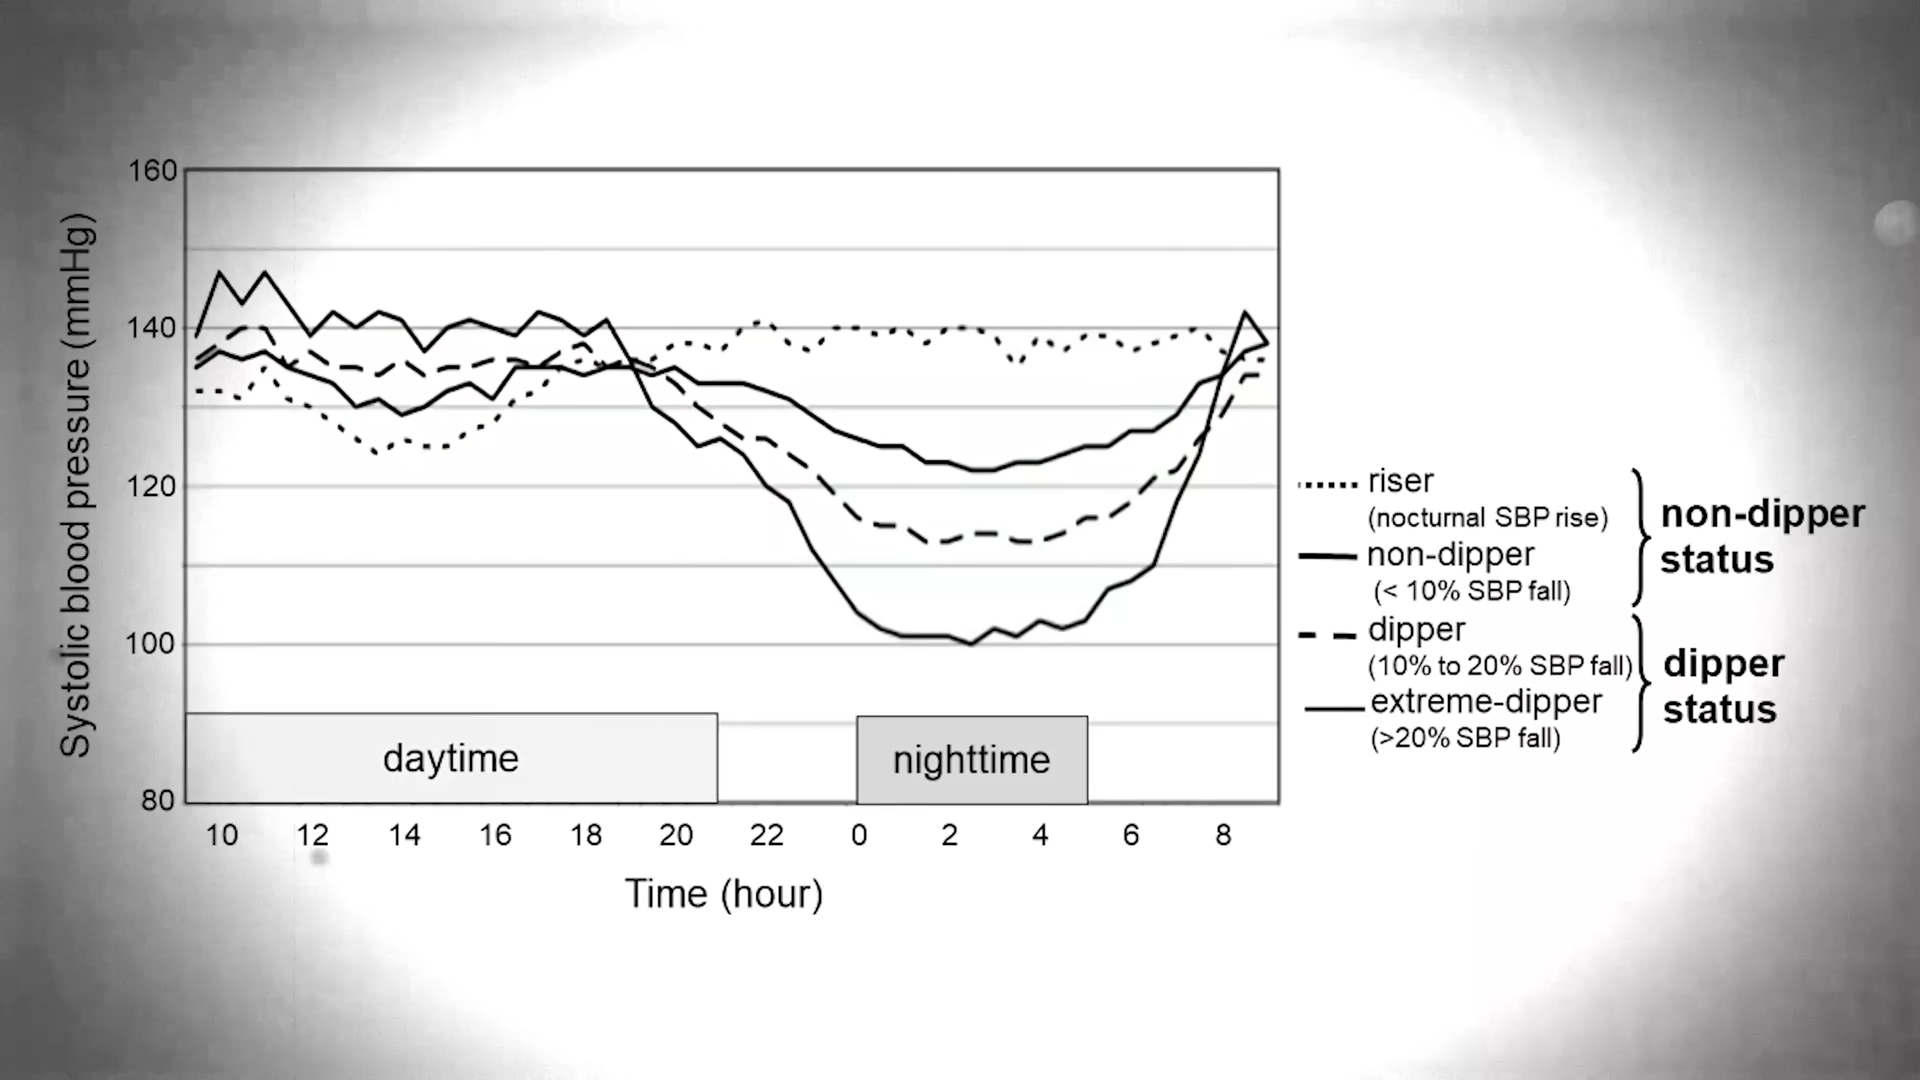 Systolic blood pressure (mmHg)
160
140
120
100
80
daytime
nighttime
10 12 14 16 18 20 22 0 2 4 6 8
Time (hour)
riser
(nocturnal SBP rise)
non-dipper
(< 10% SBP fall)
non-dipper
status
dipper
(10% to 20% SBP fall)
extreme-dipper
(>20% SBP fall)
dipper
status